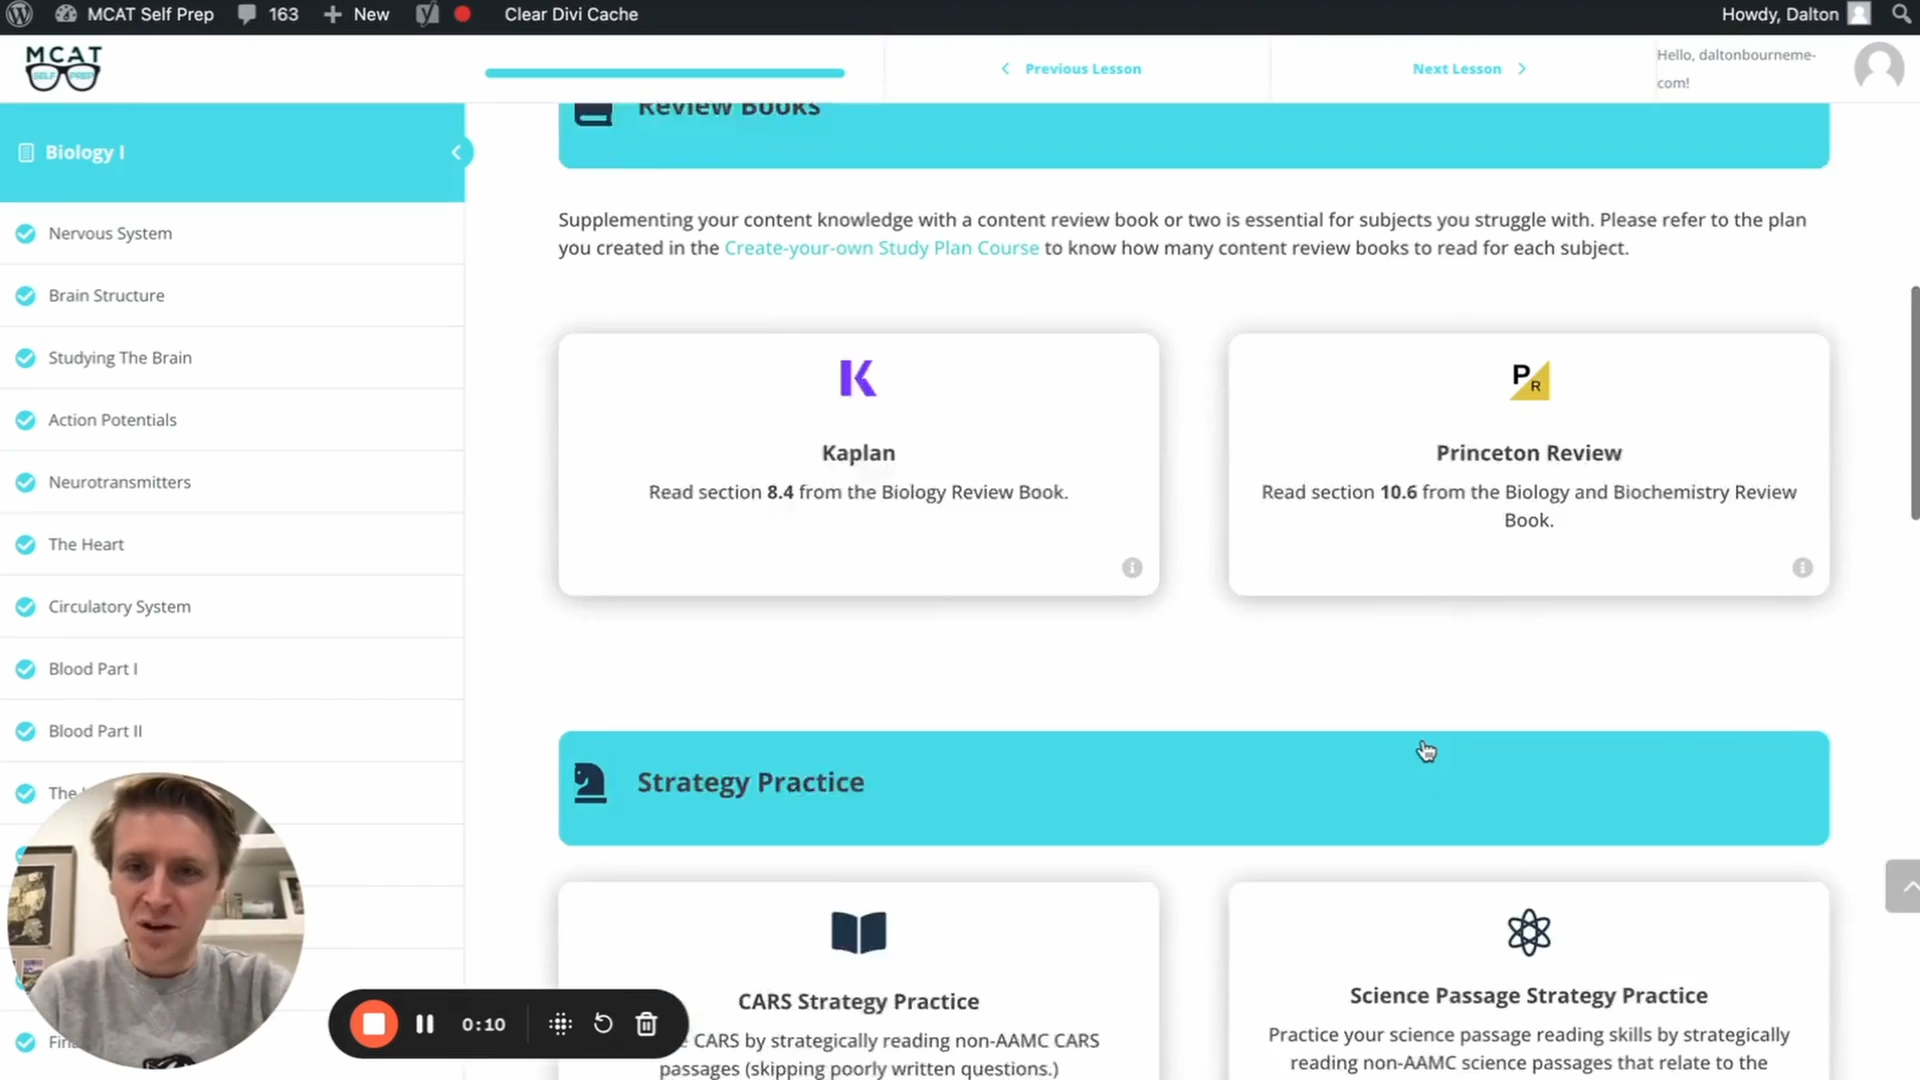 MCAT Self Prep
163
New
Clear Divi Cache
Howdy, Dalton
MCAT
SELF PREP
Previous Lesson
Next Lesson
Hello, daltonbourneme-
com!
Biology I
Nervous System
Brain Structure
Studying The Brain
Action Potentials
Neurotransmitters
The Heart
Circulatory System
Blood Part I
Blood Part II
The
Review Books
Supplementing your content knowledge with a content review book or two is essential for subjects you struggle with. Please refer to the plan
you created in the Create-your-own Study Plan Course to know how many content review books to read for each subject.
K
Kaplan
Read section 8.4 from the Biology Review Book.
PR
Princeton Review
Read section 10.6 from the Biology and Biochemistry Review
Book.
Strategy Practice
CARS Strategy Practice
CARS by strategically reading non-AAMC CARS
passages (skipping poorly written questions.)
Science Passage Strategy Practice
Practice your science passage reading skills by strategically
reading non-AAMC science passages that relate to the
0:10